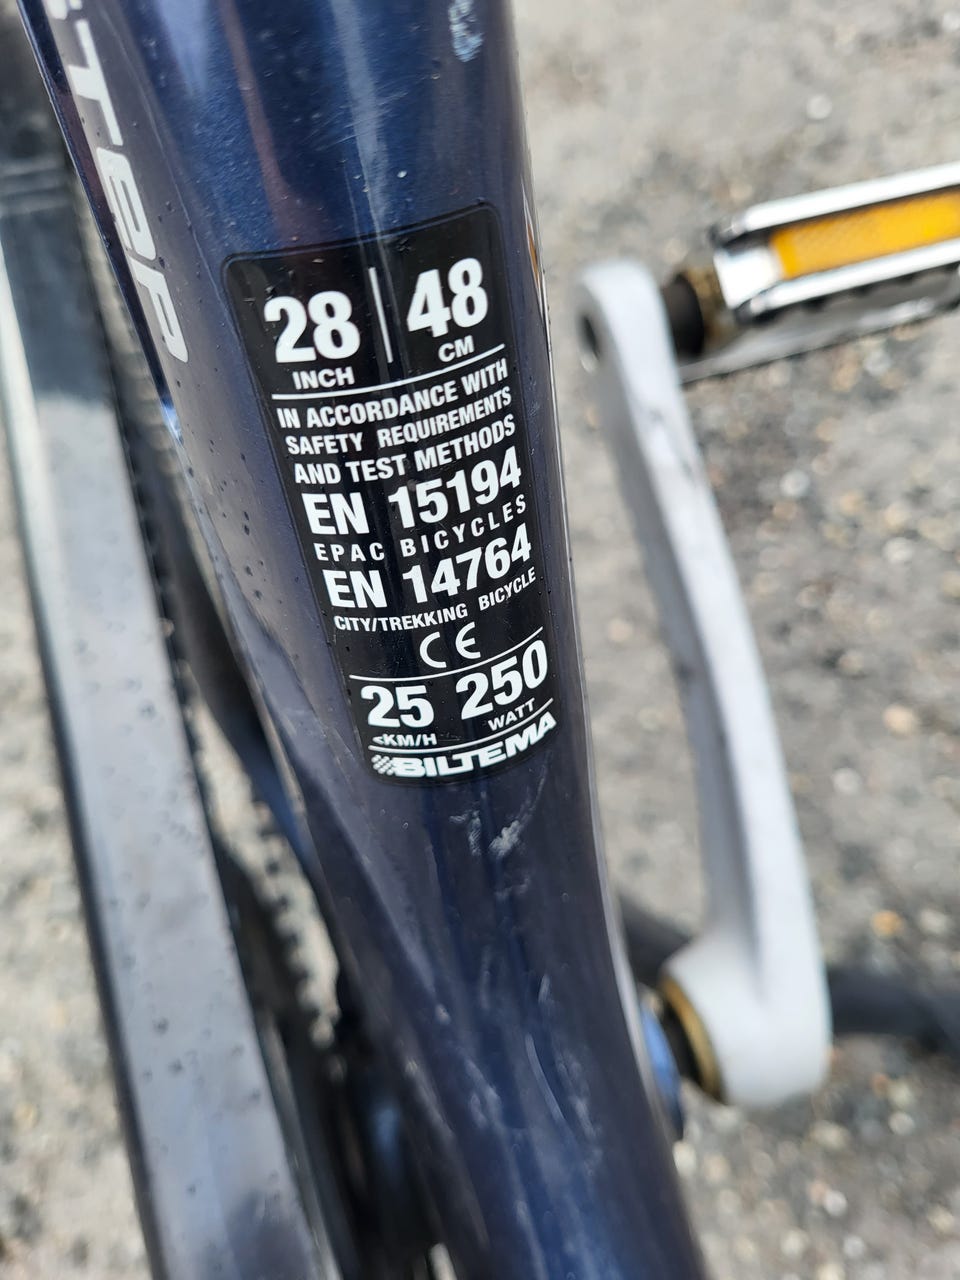 28 | 48
INCH CM
IN ACCORDANCE WITH
SAFETY REQUIREMENTS
AND TEST METHODS
EN 15194
EPAC BICYCLES
EN 14764
CITY/TREKKING BICYCLE
CE
25 250
<KM/H WATT
BILTEMA